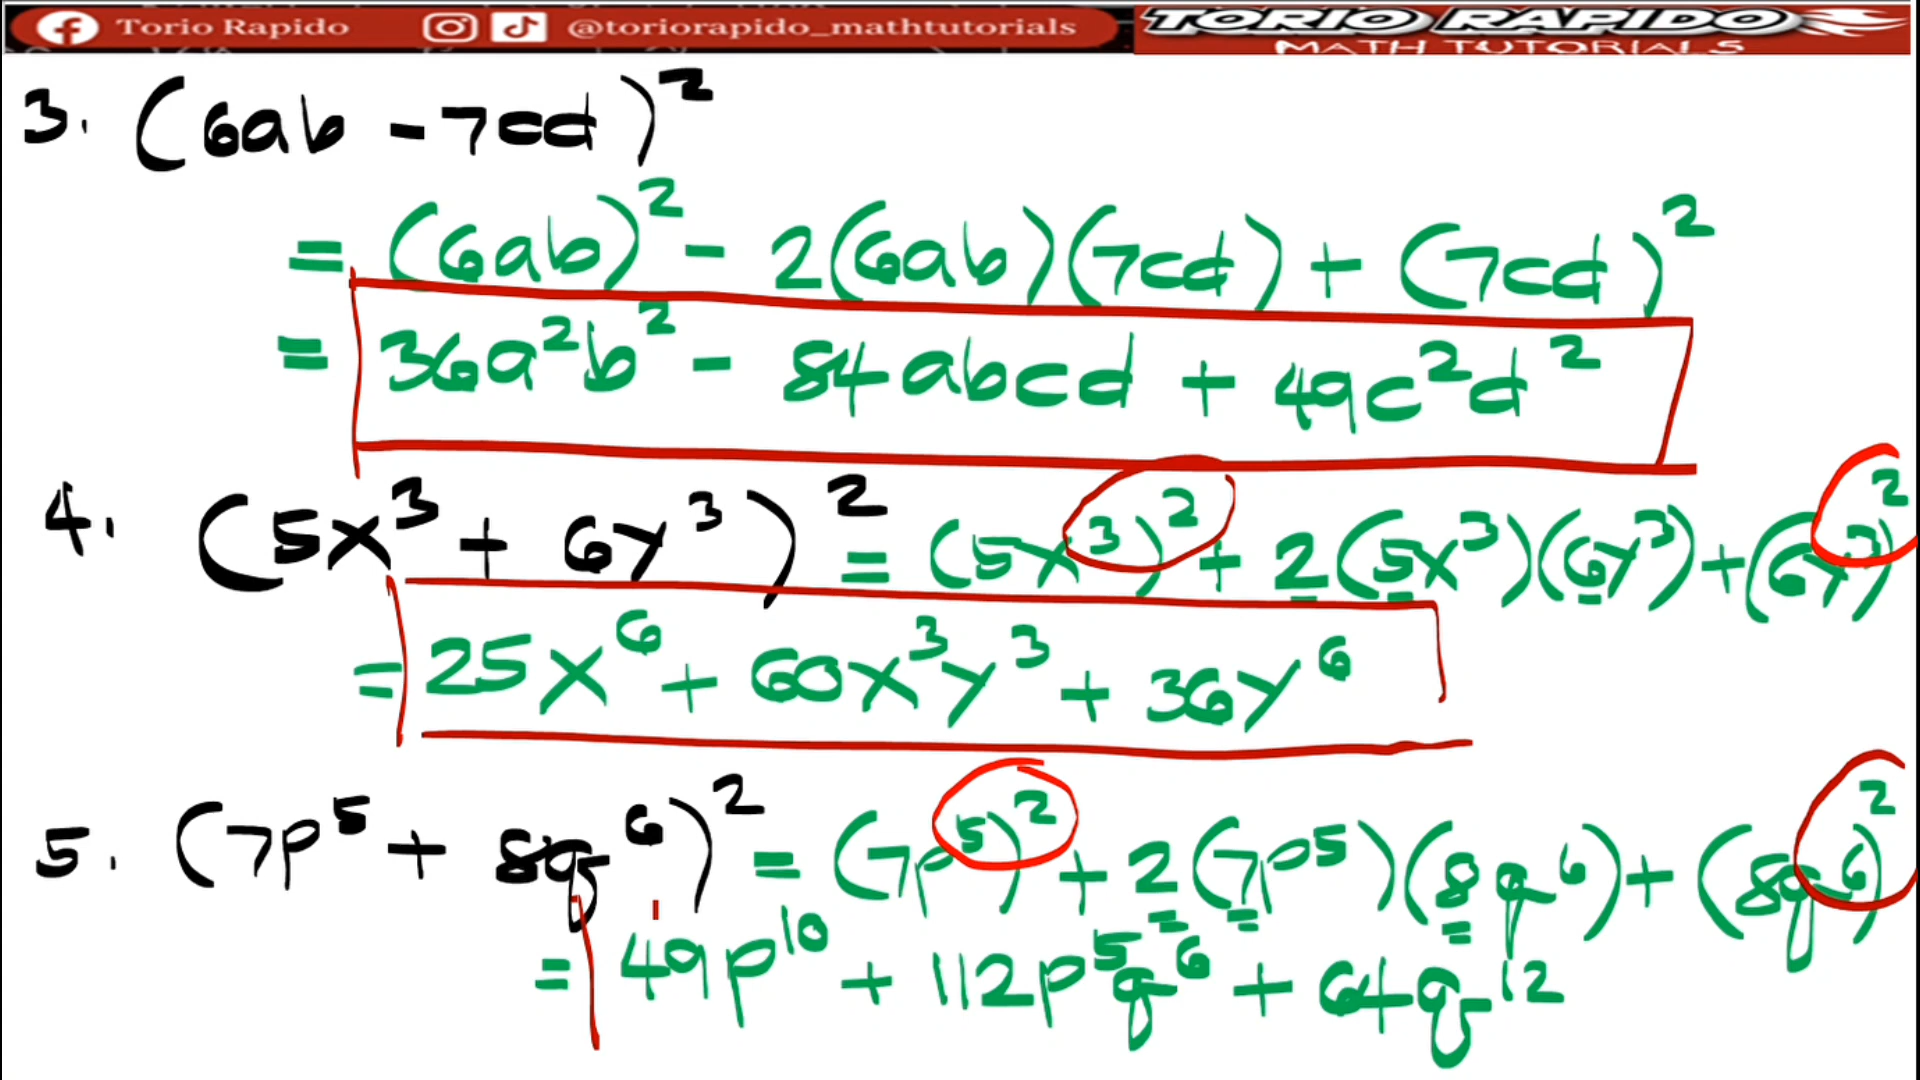 Torio Rapido @toriorapido_mathtutorials TORIO RAPIDO
MATH TUTORIALS
3. (6ab - 7cd)²
= (6ab)² - 2(6ab)(7cd) + (7cd)²
= 36a²b² - 84abcd + 49c²d²
4. (5x³ + 6y³)² = (5x³)² + 2(5x³)(6y³) + (6y³)²
= 25x⁶ + 60x³y³ + 36y⁶
5. (7p⁵ + 8q⁶)² = (7p⁵)² + 2(7p⁵)(8q⁶) + (8q⁶)²
= 49p¹⁰ + 112p⁵q⁶ + 64q¹²